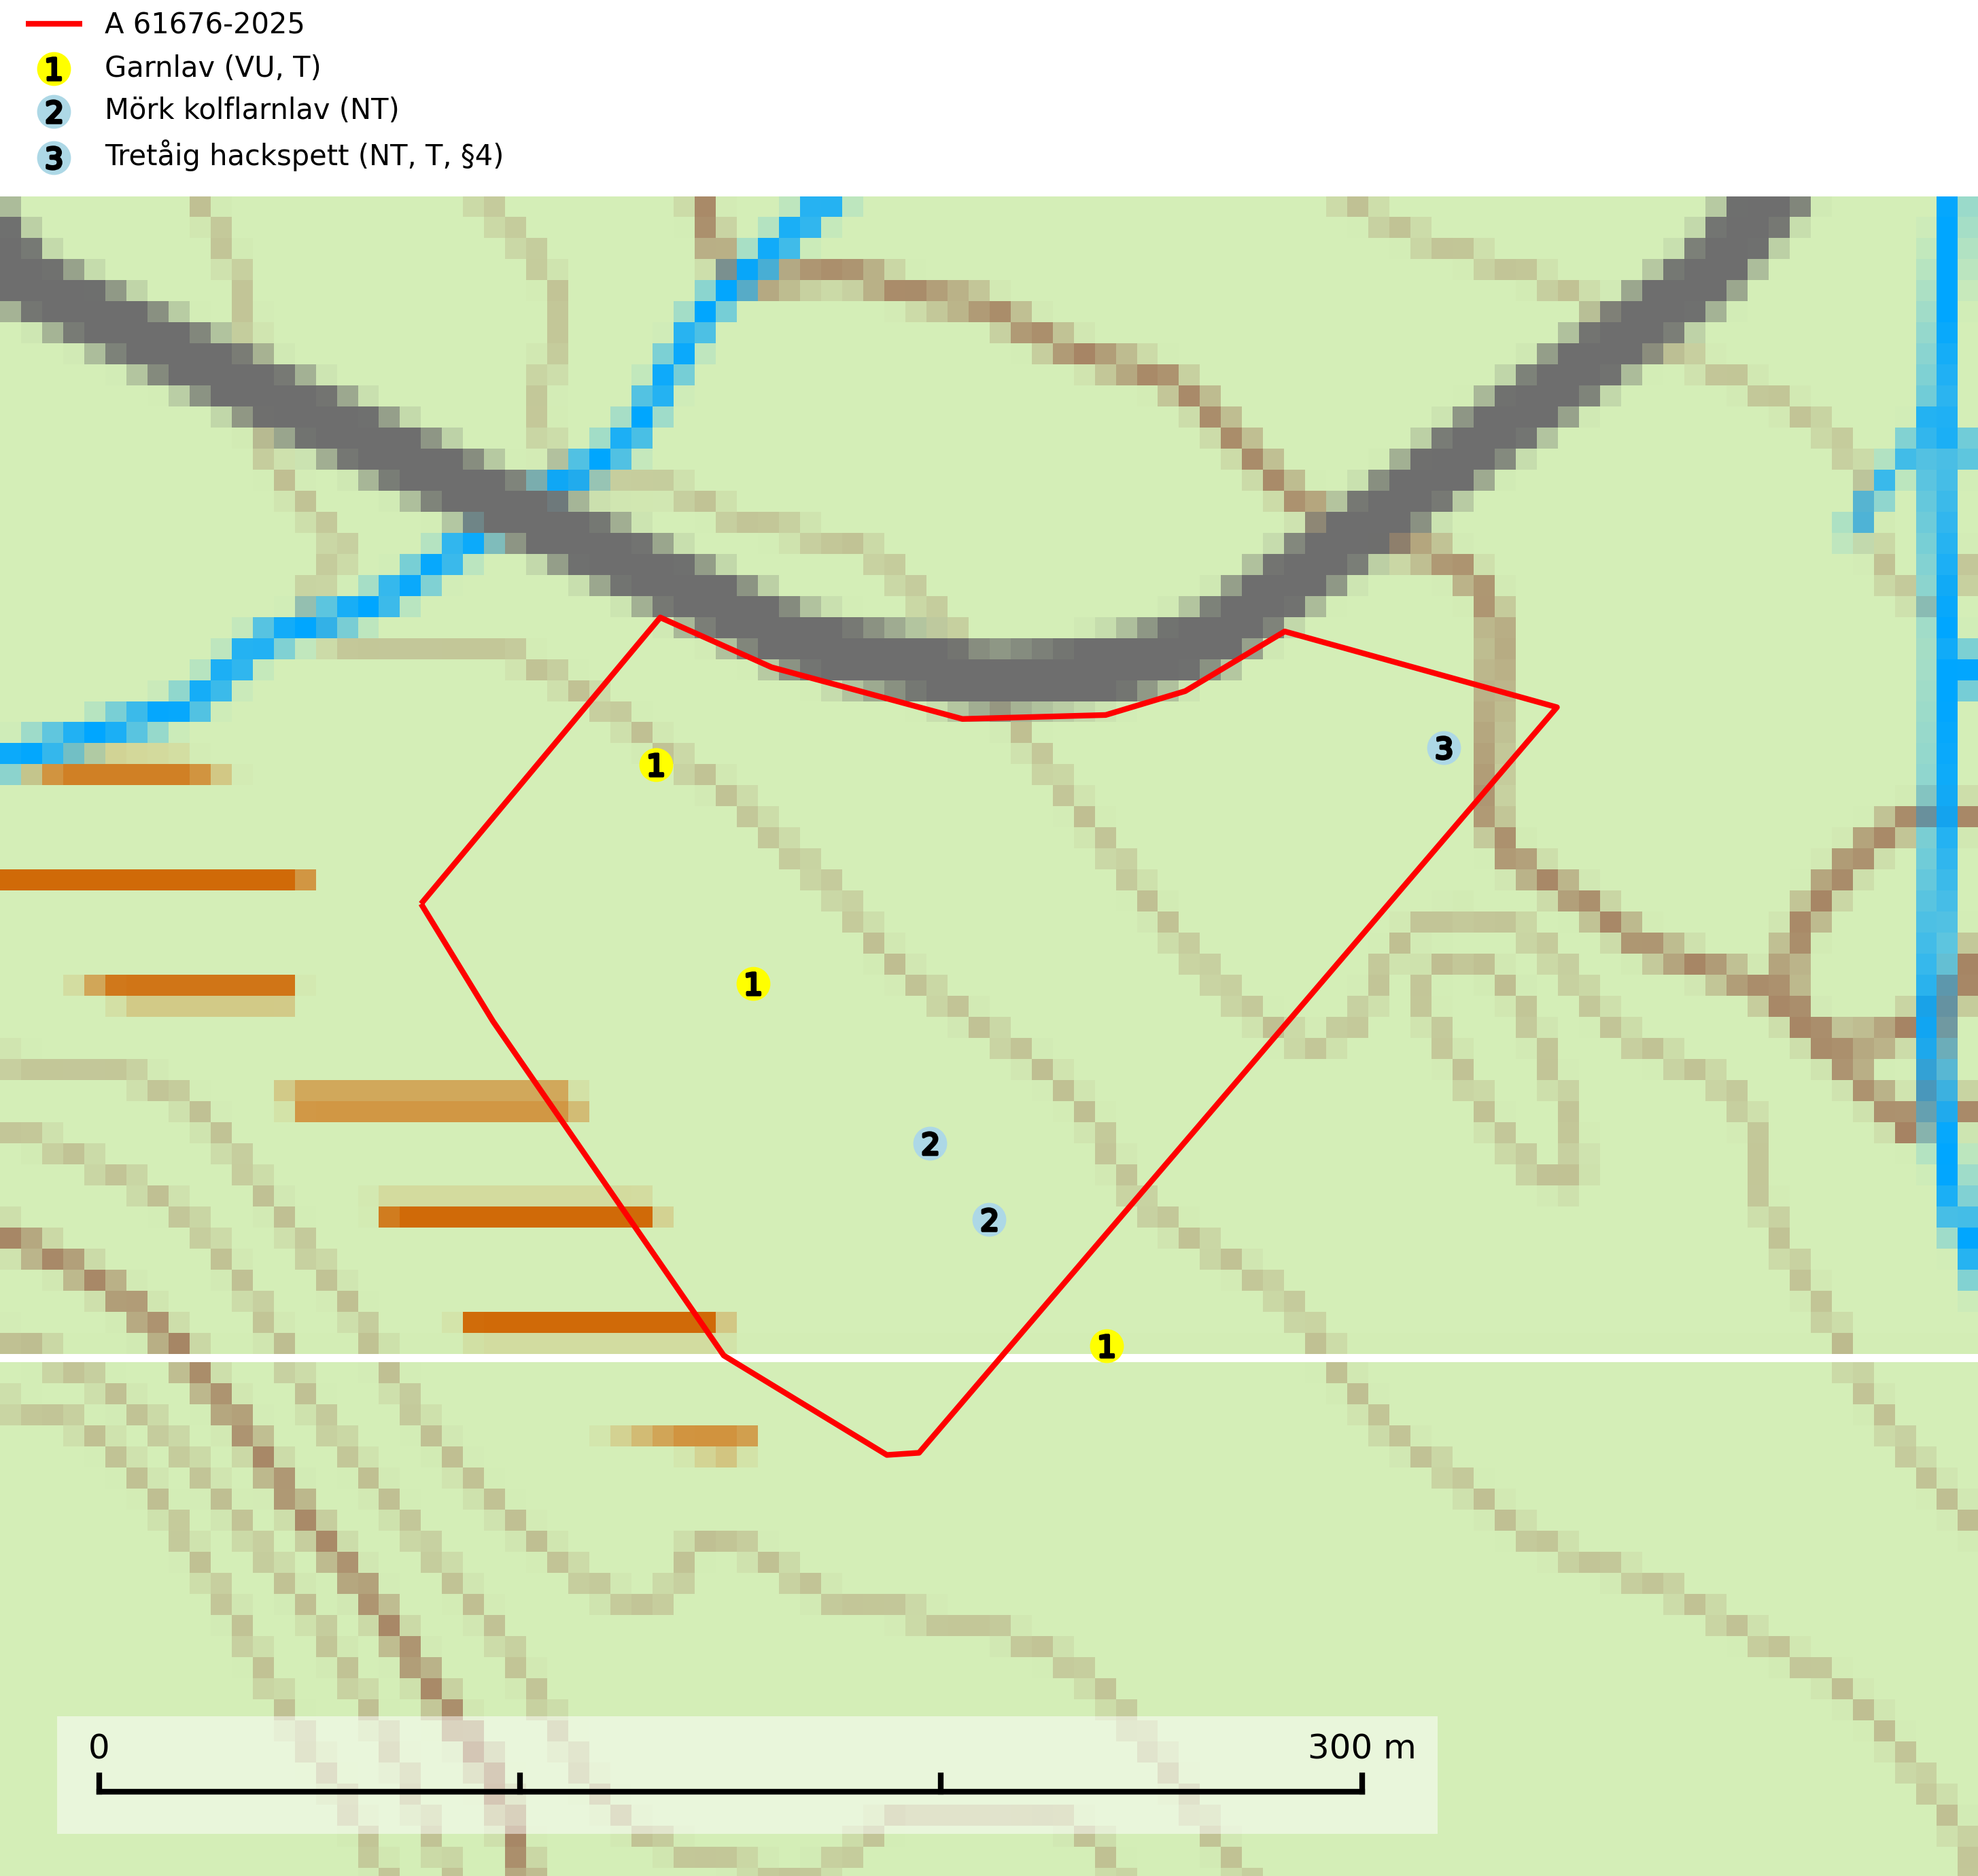 A 61676-2025
1 Garnlav (VU, T)
2 Mörk kolflarnlav (NT)
3 Tretåig hackspett (NT, T, §4)
3
1
1
2
2
1
0 300 m